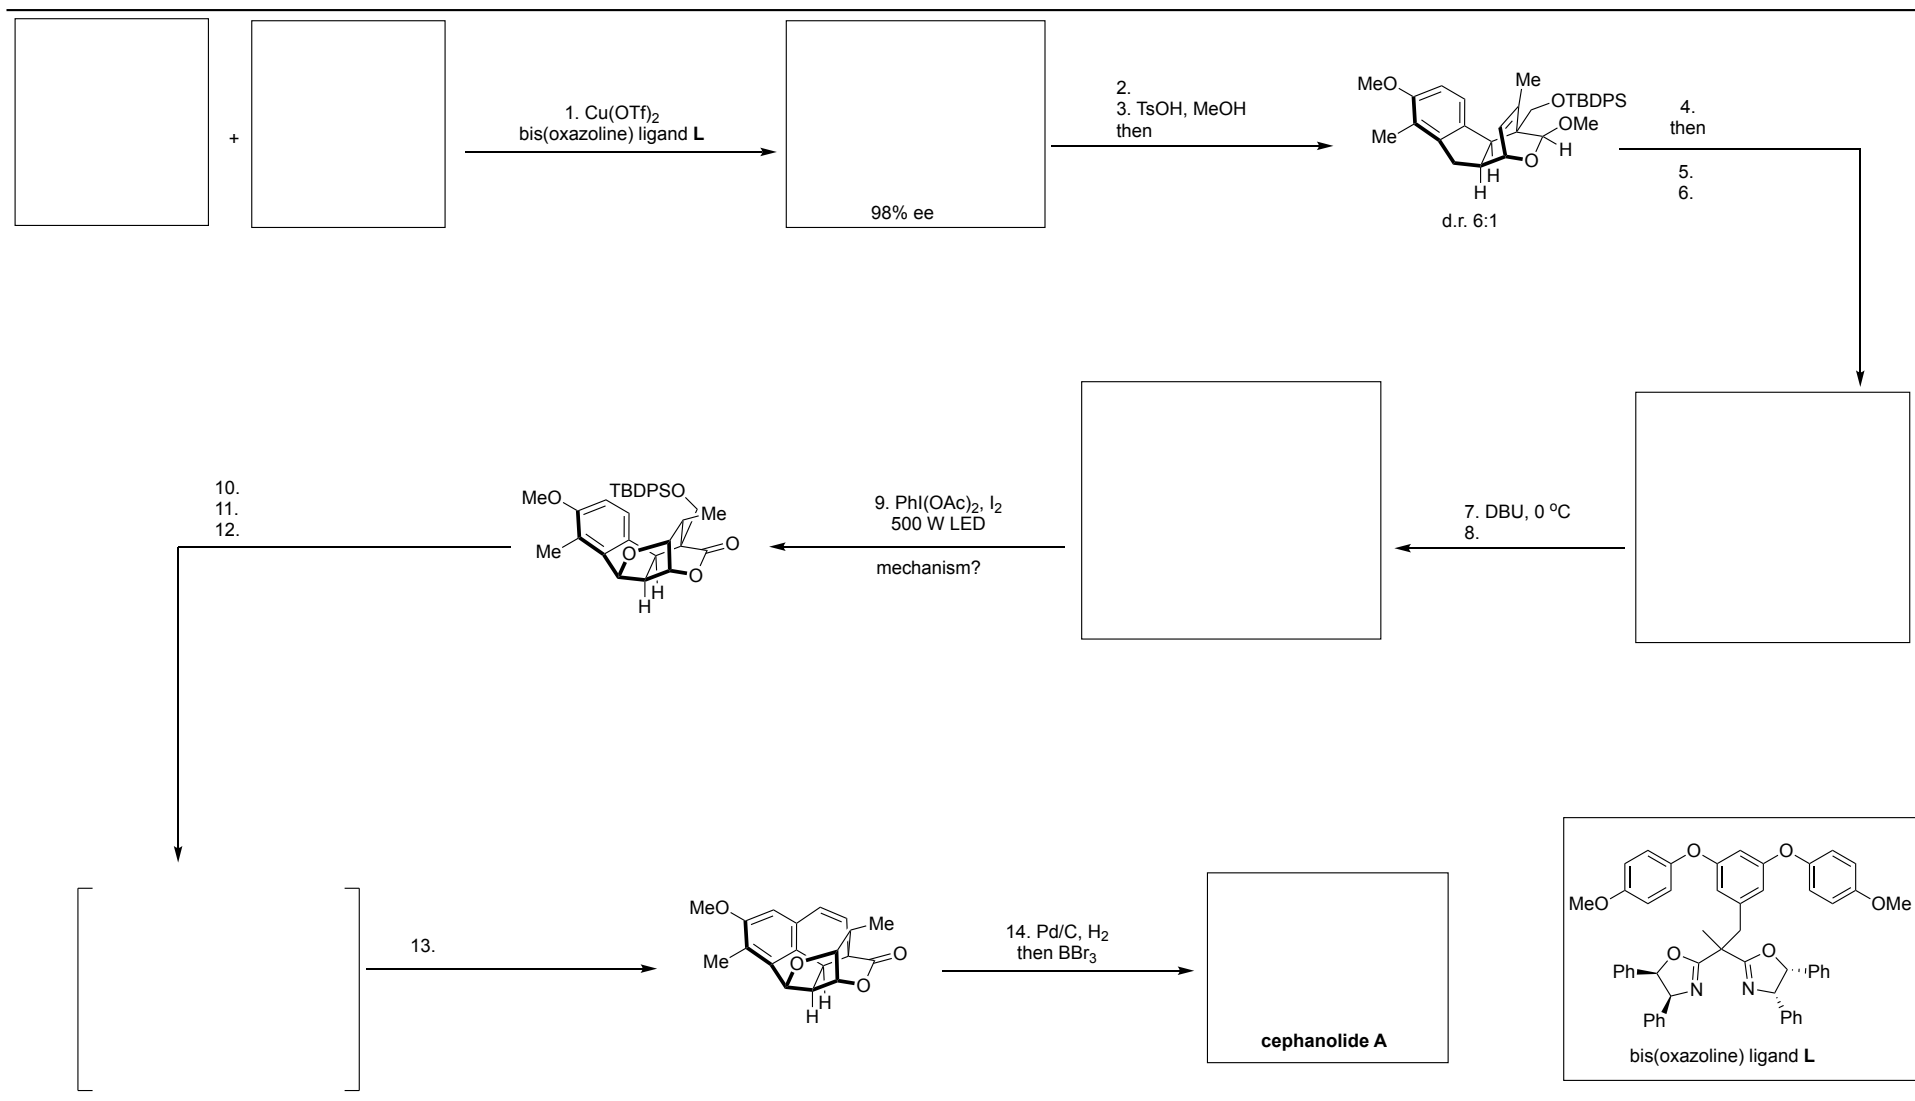 +
1. Cu(OTf)2
bis(oxazoline) ligand L
98% ee
2.
3. TsOH, MeOH
then
MeO
Me
Me
OTBDPS
OMe
H
O
H
H
d.r. 6:1
4.
then
5.
6.
7. DBU, 0 oC
8.
9. PhI(OAc)2, I2
500 W LED
mechanism?
MeO
TBDPSO
Me
Me
O
O
O
H
H
10.
11.
12.
13.
MeO
Me
Me
O
O
O
H
H
14. Pd/C, H2
then BBr3
cephanolide A
O
O
MeO
OMe
O
O
Ph
N
N
Ph
Ph
Ph
bis(oxazoline) ligand L